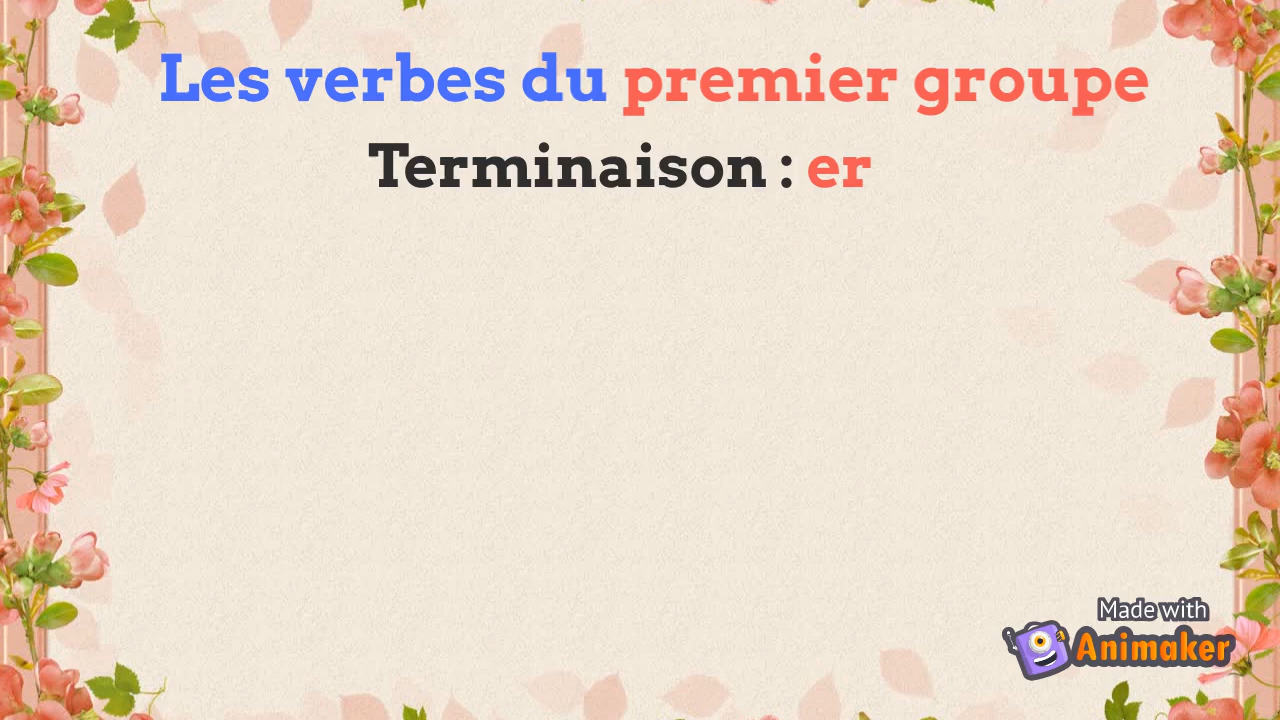 Les verbes du premier groupe
Terminaison : er
Made with
Animaker